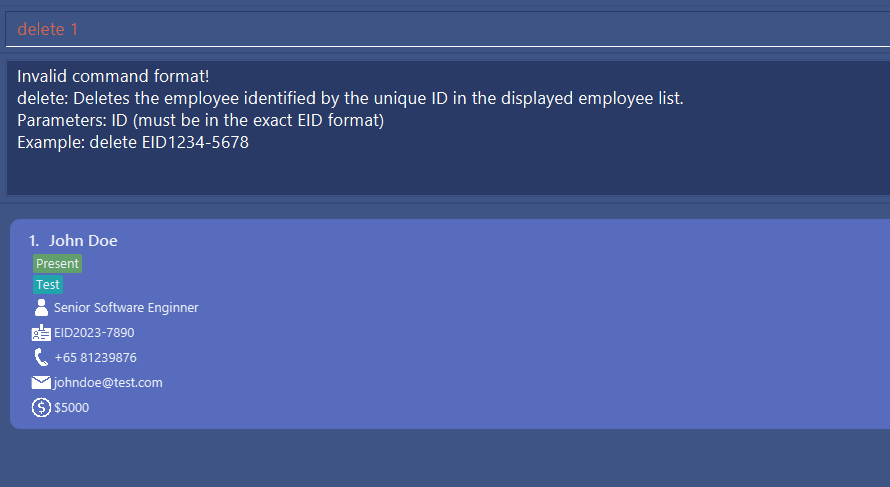 delete 1
Invalid command format!
delete: Deletes the employee identified by the unique ID in the displayed employee list.
Parameters: ID (must be in the exact EID format)
Example: delete EID1234-5678
1. John Doe
Present
Test
Senior Software Enginner
EID2023-7890
+65 81239876
johndoe@test.com
$5000